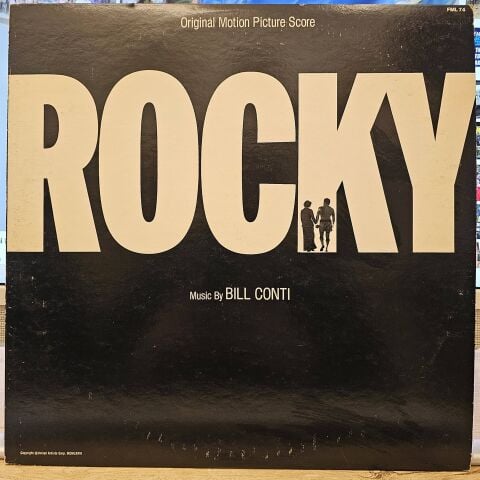 Original Motion Picture Score
FML 74
ROCKY
Music By BILL CONTI